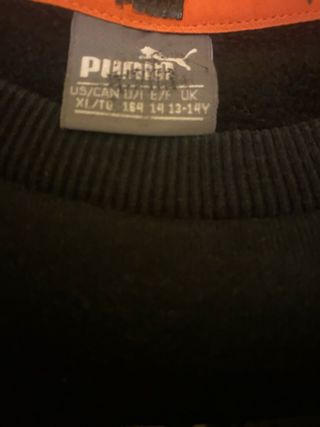 PUMA
US/CAN D/I E/F UK
XL/TG 164 14 13-14Y